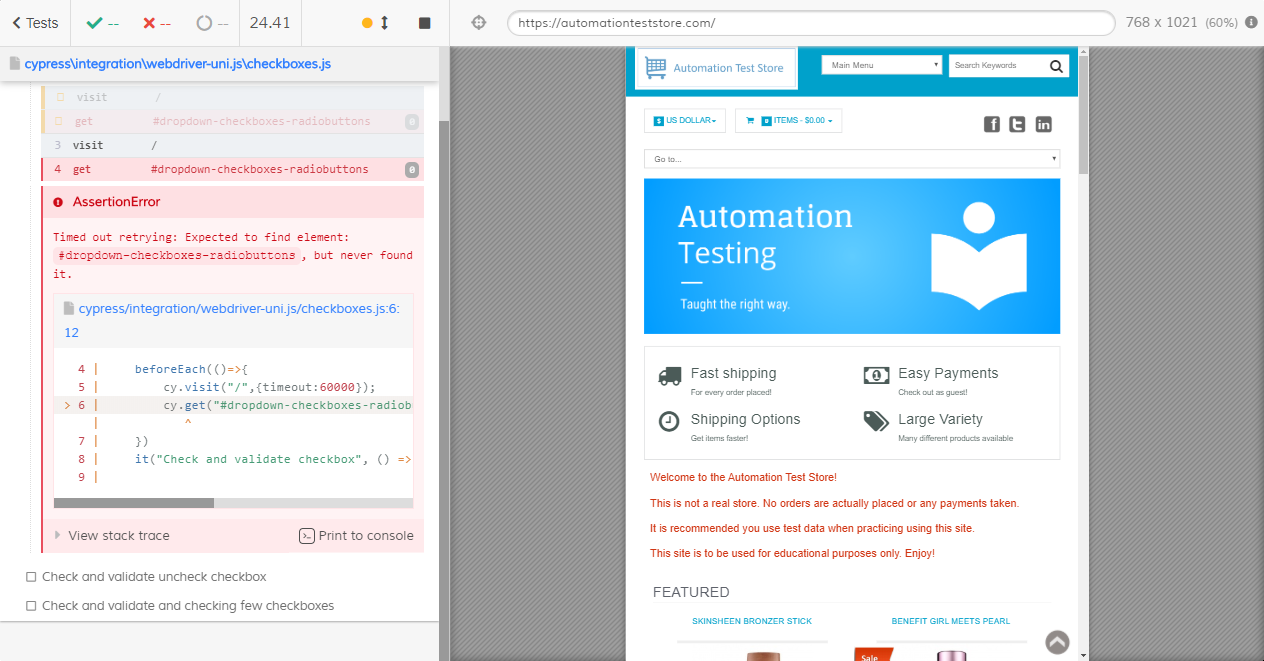 Tests -- -- -- 24.41
cypress\integration\webdriver-uni.js\checkboxes.js
visit /
get #dropdown-checkboxes-radiobuttons 0
3 visit /
4 get #dropdown-checkboxes-radiobuttons 0
AssertionError
Timed out retrying: Expected to find element:
#dropdown-checkboxes-radiobuttons, but never found
it.
cypress/integration/webdriver-uni.js/checkboxes.js:6:
12
4 | beforeEach(()=>{
5 | cy.visit("/",{timeout:60000});
> 6 | cy.get("#dropdown-checkboxes-radiob
| ^
7 | })
8 | it("Check and validate checkbox", () =>
9 |
View stack trace
Print to console
Check and validate uncheck checkbox
Check and validate and checking few checkboxes
https://automationteststore.com/
768 x 1021 (60%)
Automation Test Store
Main Menu
Search Keywords
$ US DOLLAR
0 ITEMS - $0.00
Go to...
Automation
Testing
Taught the right way.
Fast shipping
For every order placed!
Easy Payments
Check out as guest!
Shipping Options
Get items faster!
Large Variety
Many different products available
Welcome to the Automation Test Store!
This is not a real store. No orders are actually placed or any payments taken.
It is recommended you use test data when practicing using this site.
This site is to be used for educational purposes only. Enjoy!
FEATURED
SKINSHEEN BRONZER STICK
BENEFIT GIRL MEETS PEARL
Sale